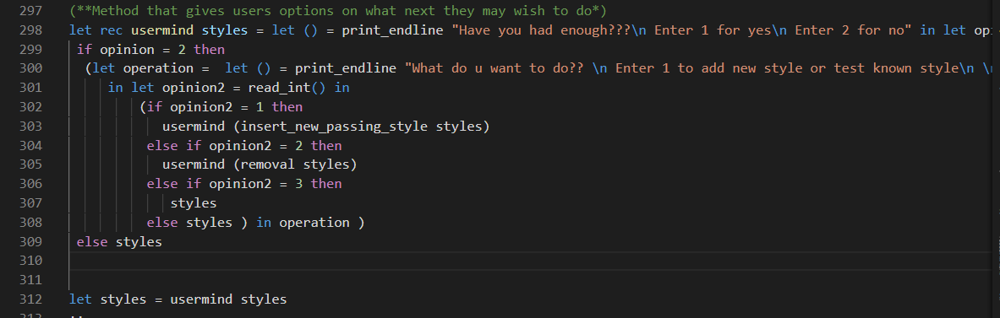 297 (**Method that gives users options on what next they may wish to do*)
298 let rec usermind styles = let () = print_endline "Have you had enough???\n Enter 1 for yes\n Enter 2 for no" in let op
299 if opinion = 2 then
300 (let operation =  let () = print_endline "What do u want to do?? \n Enter 1 to add new style or test known style\n \
301 in let opinion2 = read_int() in
302 (if opinion2 = 1 then
303 usermind (insert_new_passing_style styles)
304 else if opinion2 = 2 then
305 usermind (removal styles)
306 else if opinion2 = 3 then
307 styles
308 else styles ) in operation )
309 else styles
310
311
312 let styles = usermind styles